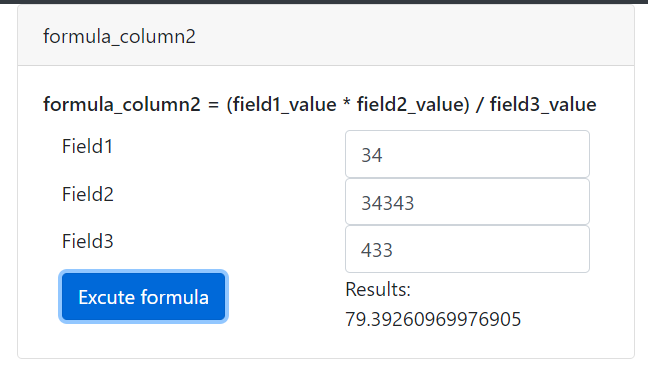 formula_column2
formula_column2 = (field1_value * field2_value) / field3_value
Field1 34
Field2 34343
Field3 433
Excute formula Results:
79.39260969976905